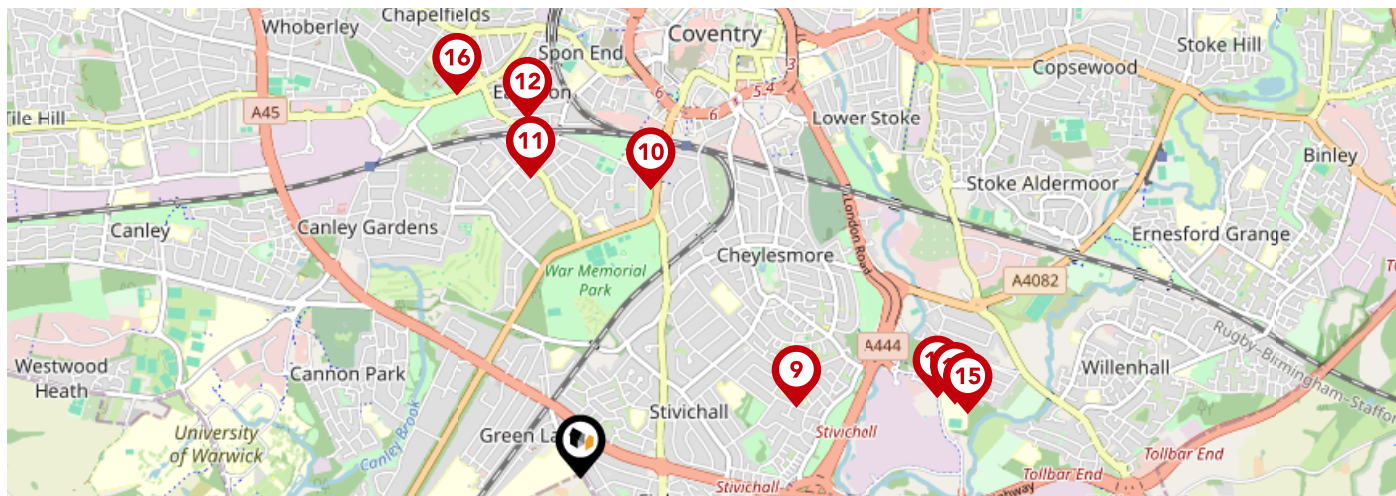 Chapelfields
Whoberley
Coventry
Stoke Hill
Spon End
16
3
Copsewood
12
5 4
6
A45
Tile Hill
Lower Stoke
6
11
10
Binley
Stoke Aldermoor
Canley
Canley Gardens
London Road
Ernesford Grange
Cheylesmore
War Memorial
Park
A4082
Rugby-Birmingham-Stafford
A444
Westwood
Heath
Cannon Park
9
15
Willenhall
Stivichall
Canley Brook
University
of Warwick
Green
Stivichall
Tollbar End
Tollbar End
Stivichall